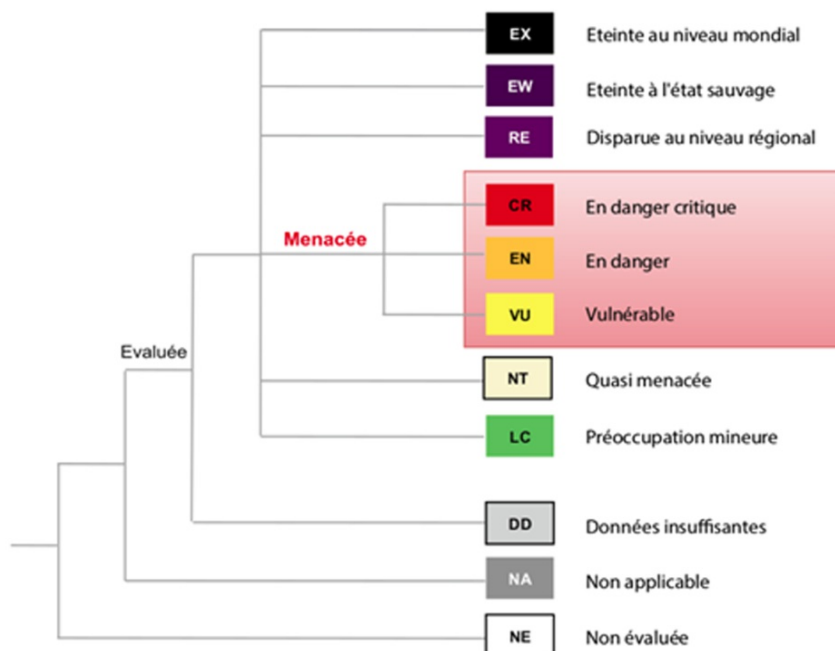 EX Eteinte au niveau mondial
EW Eteinte à l'état sauvage
RE Disparue au niveau régional
CR En danger critique
Menacée
EN En danger
VU Vulnérable
Evaluée
NT Quasi menacée
LC Préoccupation mineure
DD Données insuffisantes
NA Non applicable
NE Non évaluée